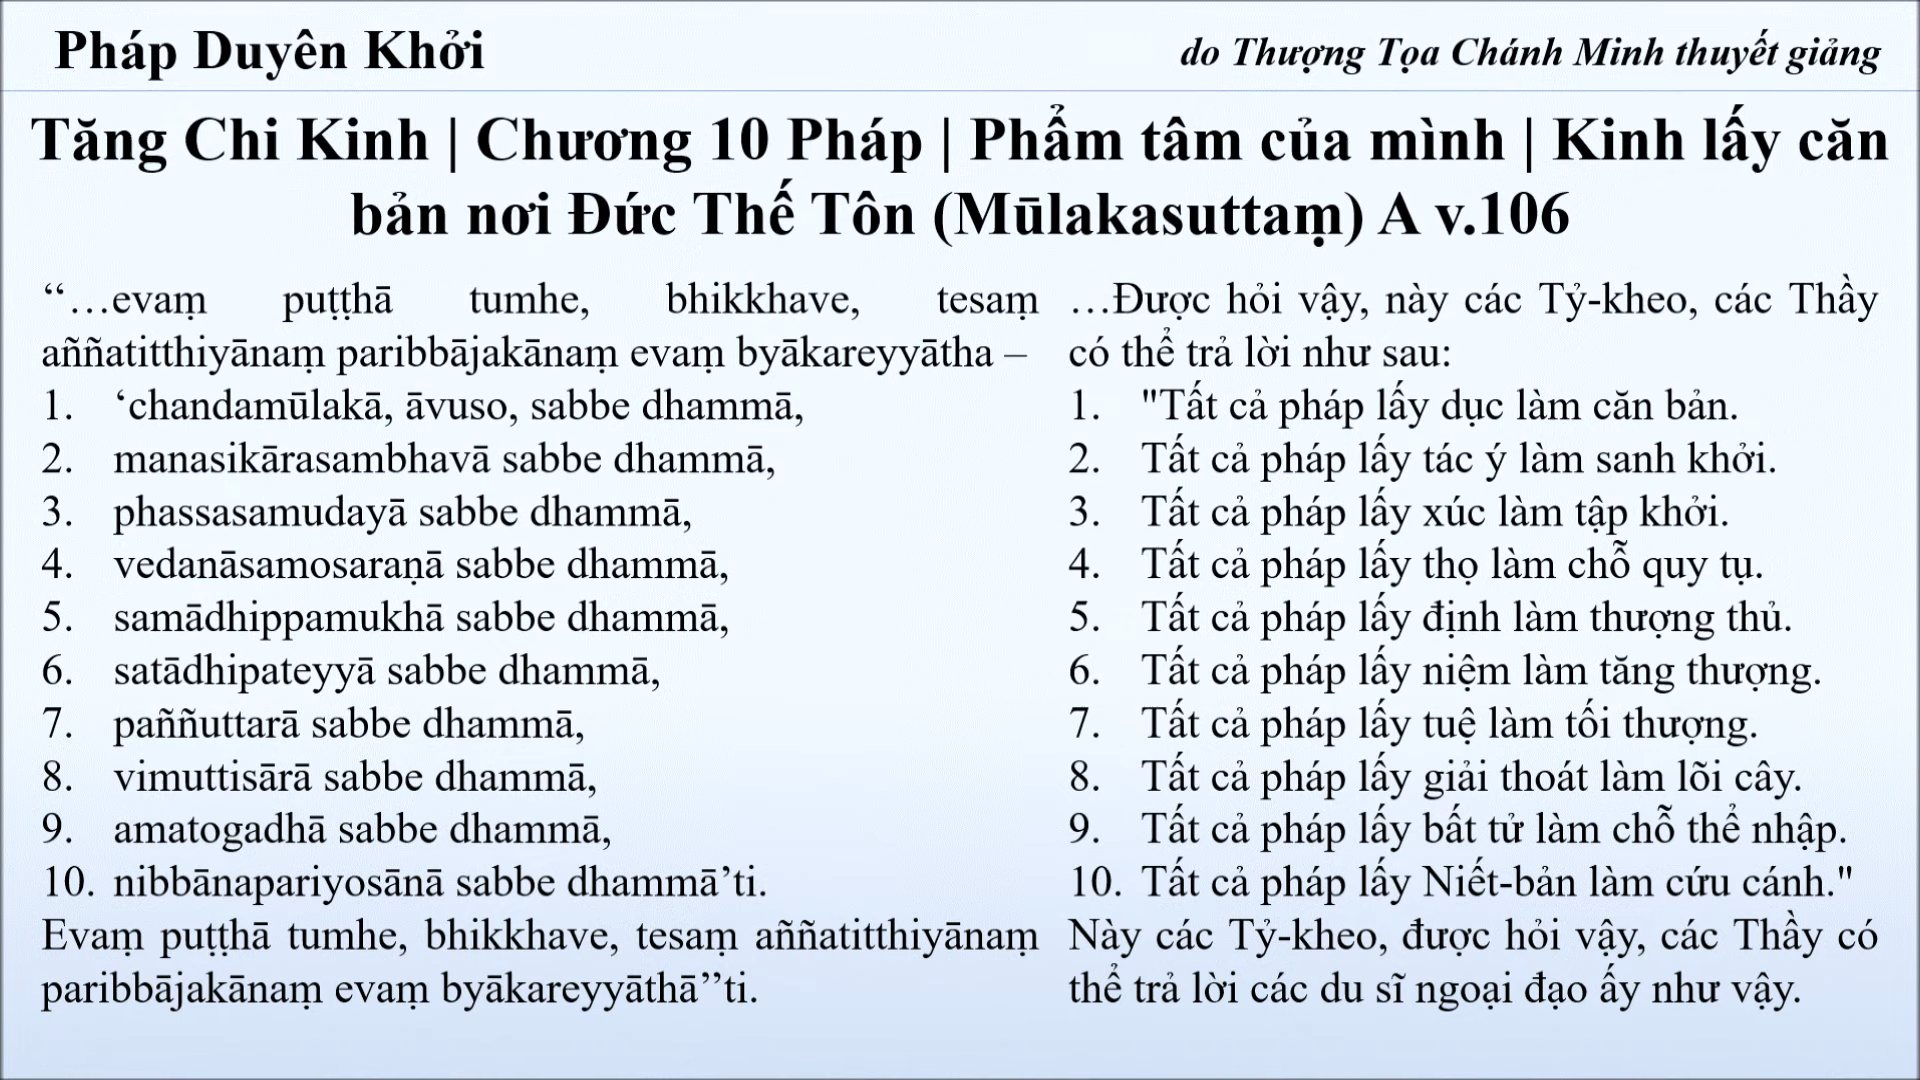 Pháp Duyên Khởi
do Thượng Tọa Chánh Minh thuyết giảng
Tăng Chi Kinh | Chương 10 Pháp | Phẩm tâm của mình | Kinh lấy căn
bản nơi Đức Thế Tôn (Mūlakasuttaṃ) A v.106
“…evaṃ puṭṭhā tumhe, bhikkhave, tesaṃ
aññatitthiyānaṃ paribbājakānaṃ evaṃ byākareyyātha –
1. ‘chandamūlakā, āvuso, sabbe dhammā,
2. manasikārasambhavā sabbe dhammā,
3. phassasamudayā sabbe dhammā,
4. vedanāsamosaraṇā sabbe dhammā,
5. samādhippamukhā sabbe dhammā,
6. satādhipateyyā sabbe dhammā,
7. paññuttarā sabbe dhammā,
8. vimuttisārā sabbe dhammā,
9. amatogadhā sabbe dhammā,
10. nibbānapariyosānā sabbe dhammā’ti.
Evaṃ puṭṭhā tumhe, bhikkhave, tesaṃ aññatitthiyānaṃ
paribbājakānaṃ evaṃ byākareyyāthā’’ti.
…Được hỏi vậy, này các Tỷ-kheo, các Thầy
có thể trả lời như sau:
1. "Tất cả pháp lấy dục làm căn bản.
2. Tất cả pháp lấy tác ý làm sanh khởi.
3. Tất cả pháp lấy xúc làm tập khởi.
4. Tất cả pháp lấy thọ làm chỗ quy tụ.
5. Tất cả pháp lấy định làm thượng thủ.
6. Tất cả pháp lấy niệm làm tăng thượng.
7. Tất cả pháp lấy tuệ làm tối thượng.
8. Tất cả pháp lấy giải thoát làm lõi cây.
9. Tất cả pháp lấy bất tử làm chỗ thể nhập.
10. Tất cả pháp lấy Niết-bản làm cứu cánh."
Này các Tỷ-kheo, được hỏi vậy, các Thầy có
thể trả lời các du sĩ ngoại đạo ấy như vậy.